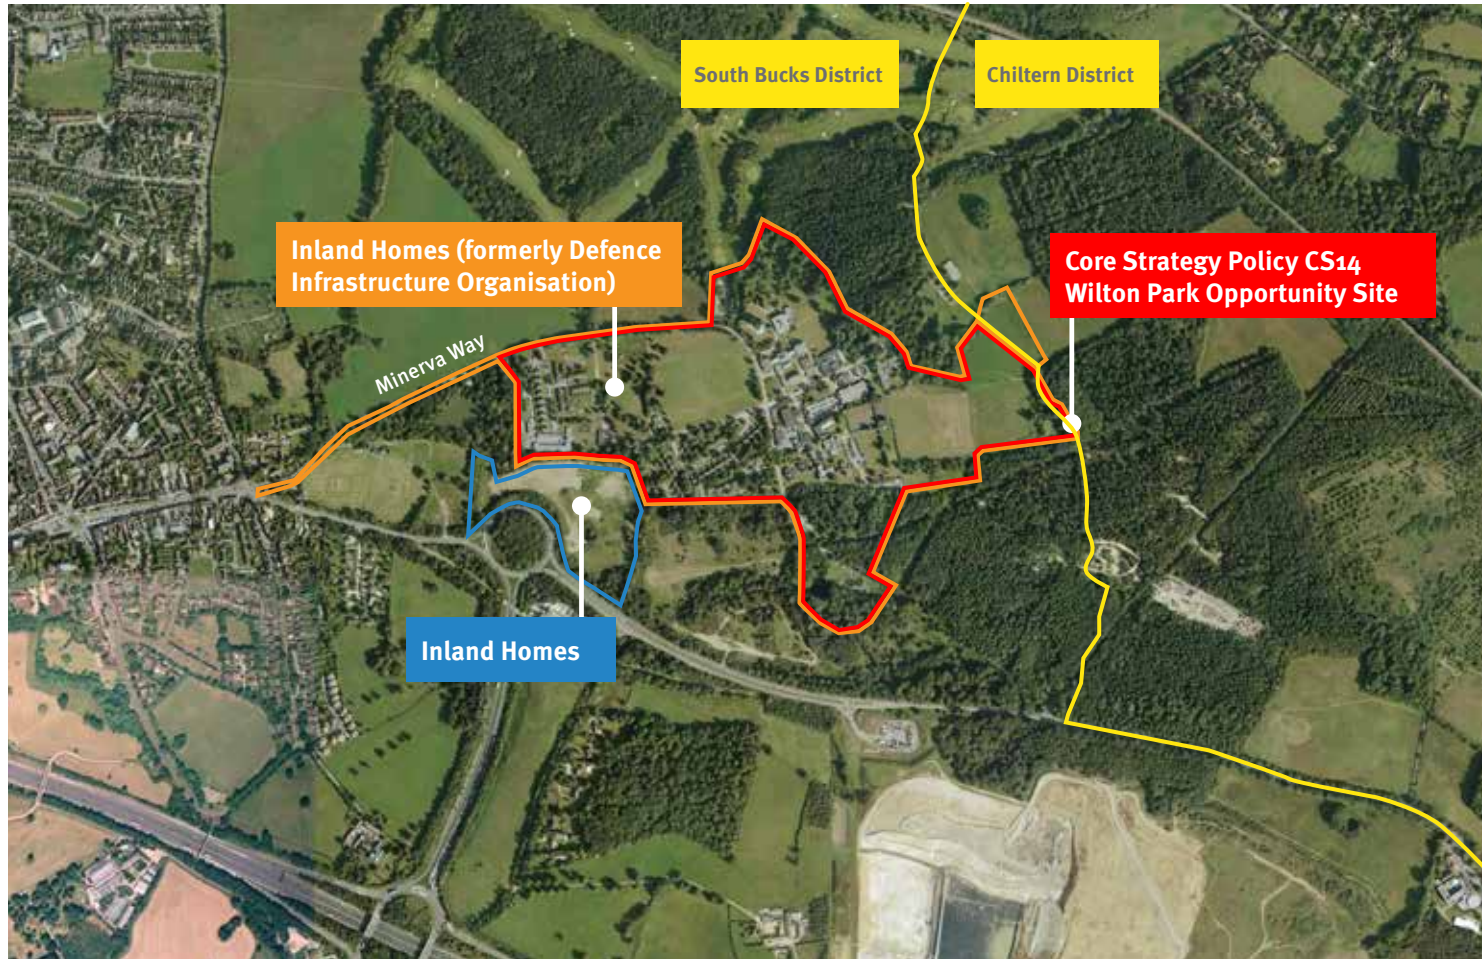 South Bucks District
Chiltern District
Inland Homes (formerly Defence
Infrastructure Organisation)
Core Strategy Policy CS14
Wilton Park Opportunity Site
Minerva Way
Inland Homes